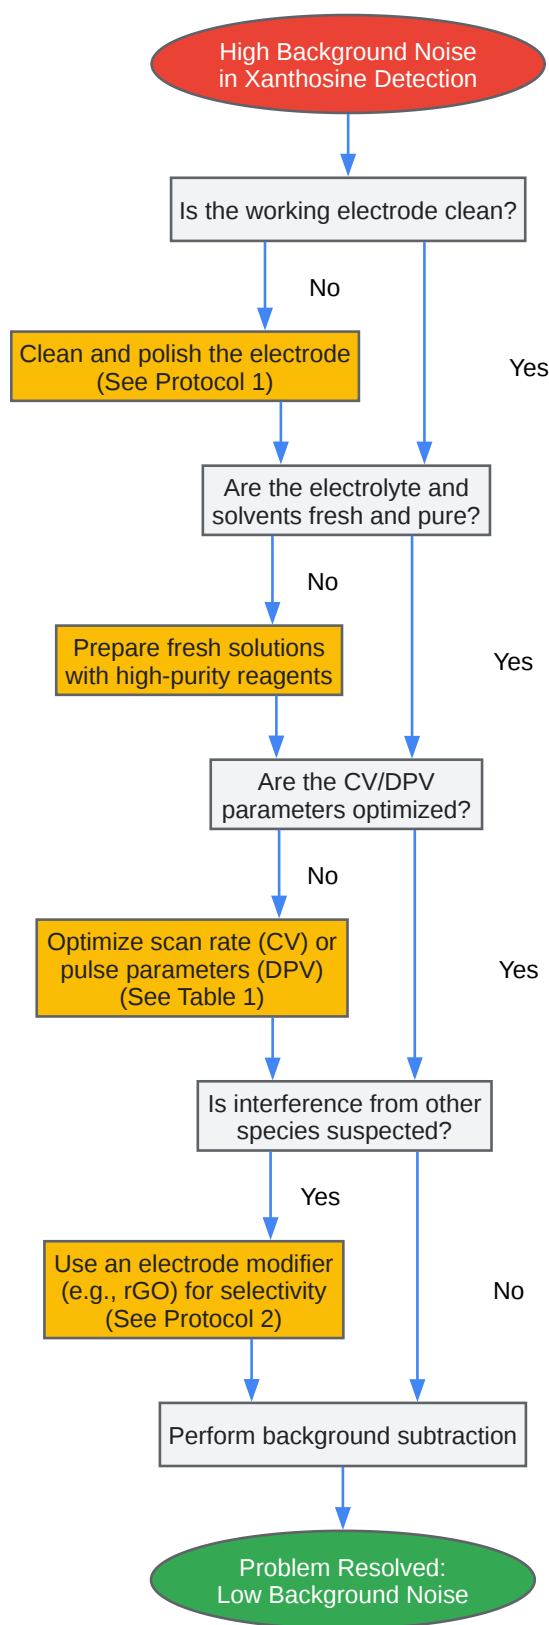 High Background Noise
in Xanthosine Detection
Is the working electrode clean?
No
Clean and polish the electrode
(See Protocol 1)
Yes
Are the electrolyte and
solvents fresh and pure?
No
Prepare fresh solutions
with high-purity reagents
Yes
Are the CV/DPV
parameters optimized?
No
Optimize scan rate (CV) or
pulse parameters (DPV)
(See Table 1)
Yes
Is interference from other
species suspected?
Yes
Use an electrode modifier
(e.g., rGO) for selectivity
(See Protocol 2)
No
Perform background subtraction
Problem Resolved:
Low Background Noise